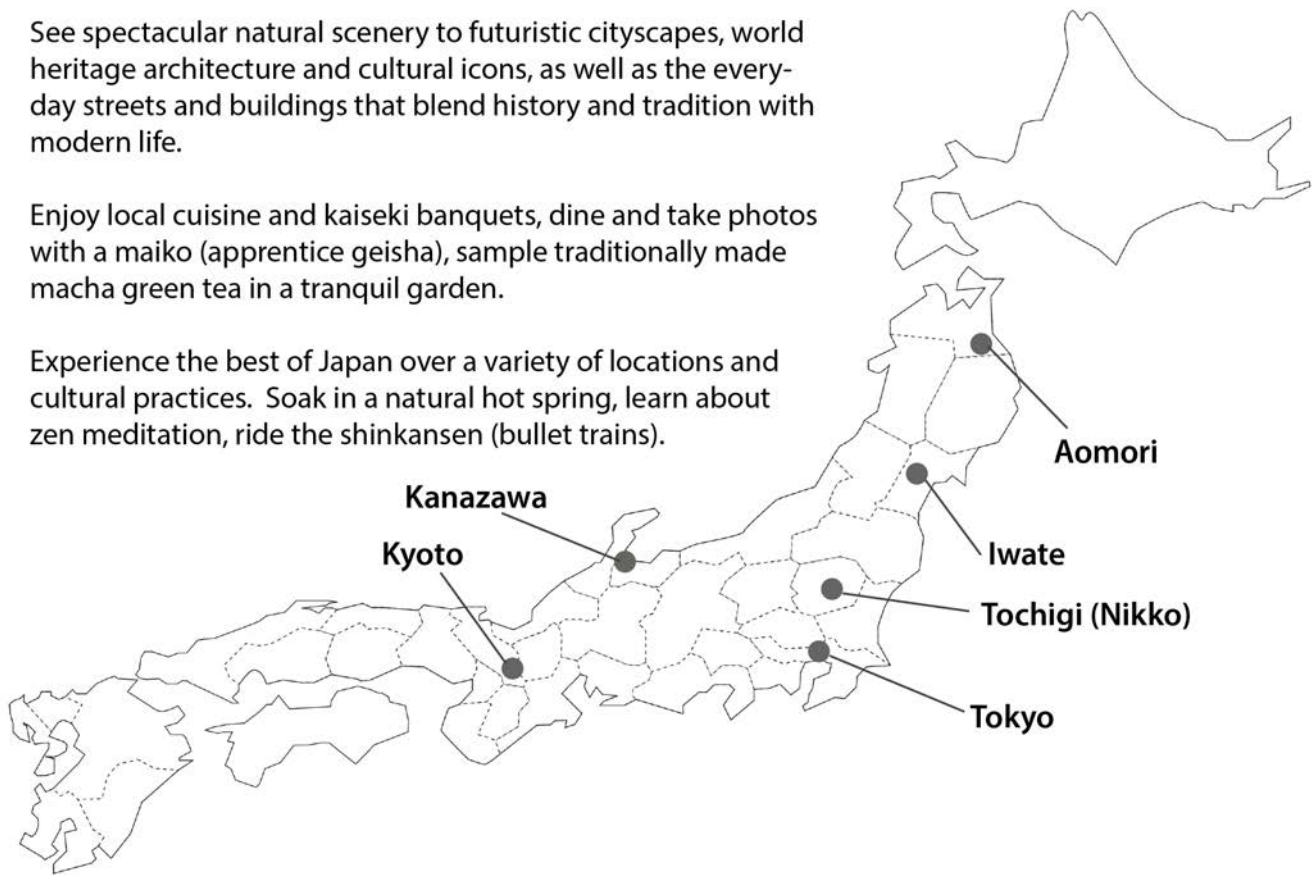 See spectacular natural scenery to futuristic cityscapes, world
heritage architecture and cultural icons, as well as the every-
day streets and buildings that blend history and tradition with
modern life.
Enjoy local cuisine and kaiseki banquets, dine and take photos
with a maiko (apprentice geisha), sample traditionally made
macha green tea in a tranquil garden.
Experience the best of Japan over a variety of locations and
cultural practices.  Soak in a natural hot spring, learn about
zen meditation, ride the shinkansen (bullet trains).
Aomori
Kanazawa
Kyoto
Iwate
Tochigi (Nikko)
Tokyo